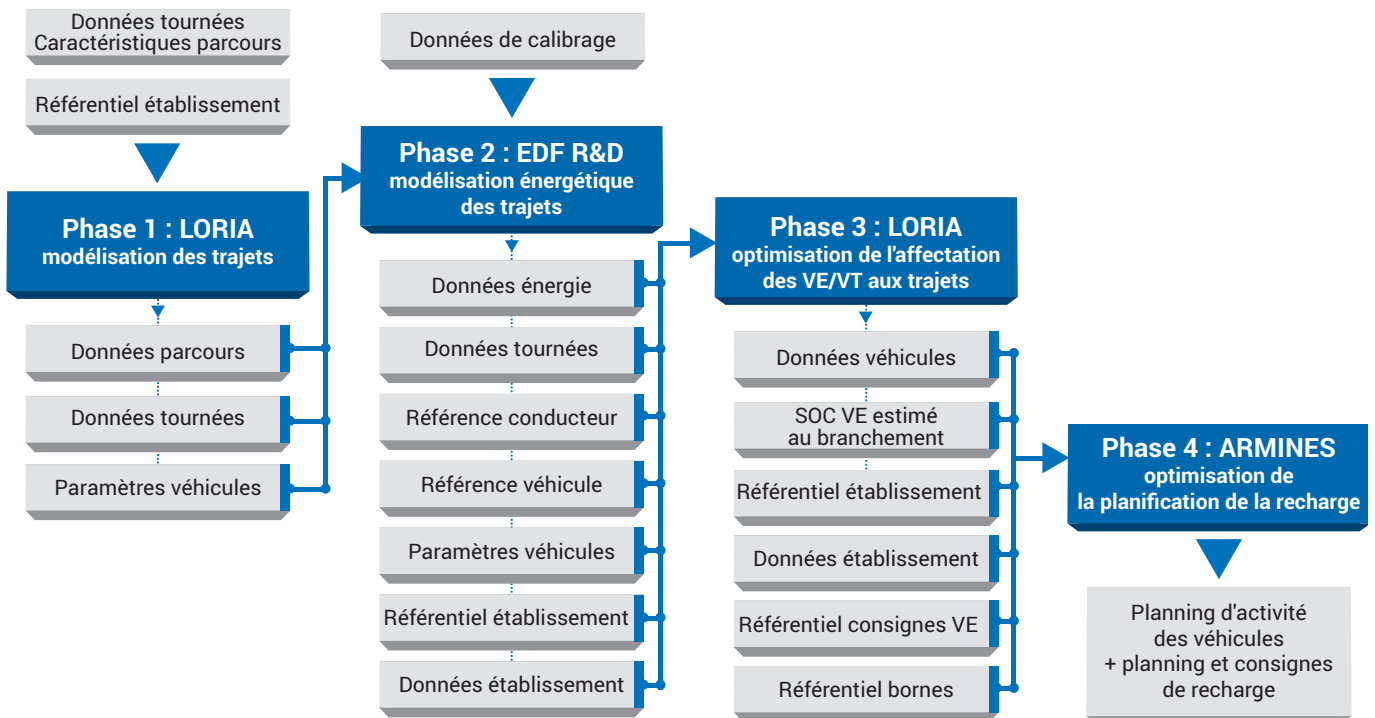 Données tournées
Caractéristiques parcours
Référentiel établissement
Phase 1 : LORIA
modélisation des trajets
Données parcours
Données tournées
Paramètres véhicules
Données de calibrage
Phase 2 : EDF R&D
modélisation énergétique
des trajets
Données énergie
Données tournées
Référence conducteur
Référence véhicule
Paramètres véhicules
Référentiel établissement
Données établissement
Phase 3 : LORIA
optimisation de l'affectation
des VE/VT aux trajets
Données véhicules
SOC VE estimé
au branchement
Référentiel établissement
Données établissement
Référentiel consignes VE
Référentiel bornes
Phase 4 : ARMINES
optimisation de
la planification de la recharge
Planning d'activité
des véhicules
+ planning et consignes
de recharge